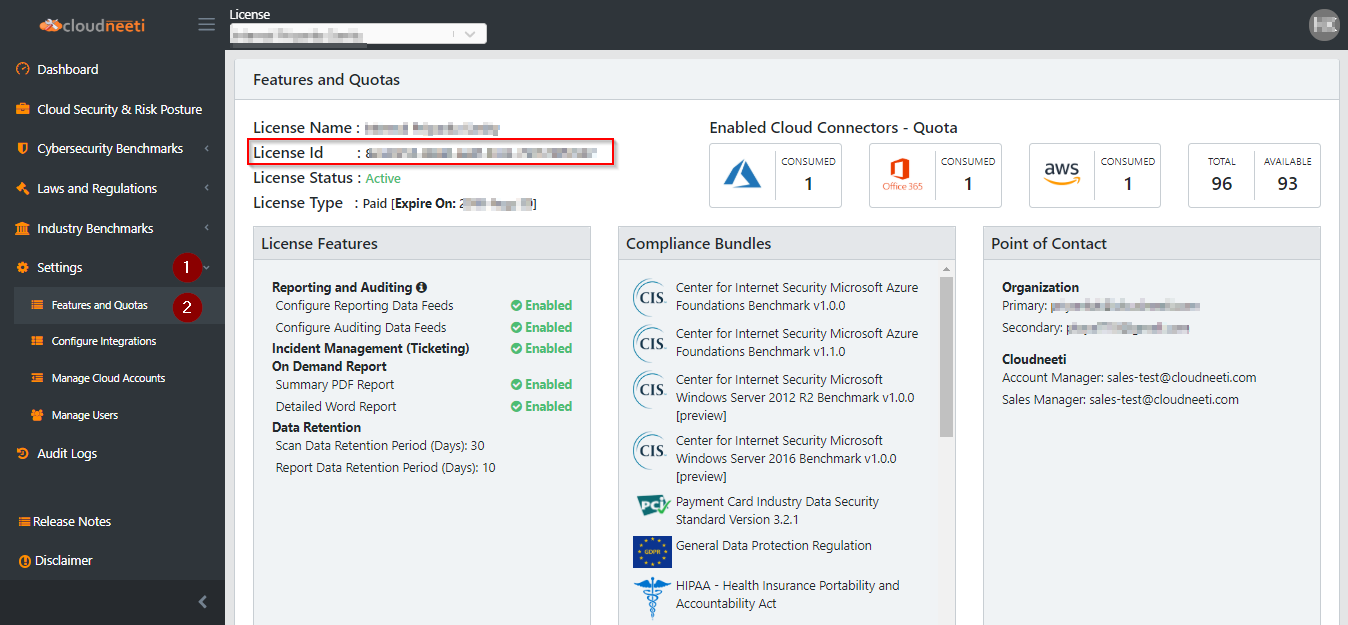 cloudneeti
License
Dashboard
Cloud Security & Risk Posture
Cybersecurity Benchmarks
Laws and Regulations
Industry Benchmarks
Settings
1
Features and Quotas
2
Configure Integrations
Manage Cloud Accounts
Manage Users
Audit Logs
Release Notes
Disclaimer
Features and Quotas
License Name :
License Id :
License Status : Active
License Type : Paid [Expire On:
Enabled Cloud Connectors - Quota
CONSUMED
1
Office 365
CONSUMED
1
aws
CONSUMED
1
TOTAL
96
AVAILABLE
93
License Features
Reporting and Auditing
Configure Reporting Data Feeds Enabled
Configure Auditing Data Feeds Enabled
Incident Management (Ticketing) Enabled
On Demand Report
Summary PDF Report Enabled
Detailed Word Report Enabled
Data Retention
Scan Data Retention Period (Days): 30
Report Data Retention Period (Days): 10
Compliance Bundles
CIS.
Center for Internet Security Microsoft Azure
Foundations Benchmark v1.0.0
CIS.
Center for Internet Security Microsoft Azure
Foundations Benchmark v1.1.0
CIS.
Center for Internet Security Microsoft
Windows Server 2012 R2 Benchmark v1.0.0
[preview]
CIS.
Center for Internet Security Microsoft
Windows Server 2016 Benchmark v1.0.0
[preview]
PCI
Payment Card Industry Data Security
Standard Version 3.2.1
GDPR
General Data Protection Regulation
HIPAA - Health Insurance Portability and
Accountability Act
Point of Contact
Organization
Primary:
Secondary:
Cloudneeti
Account Manager: sales-test@cloudneeti.com
Sales Manager: sales-test@cloudneeti.com